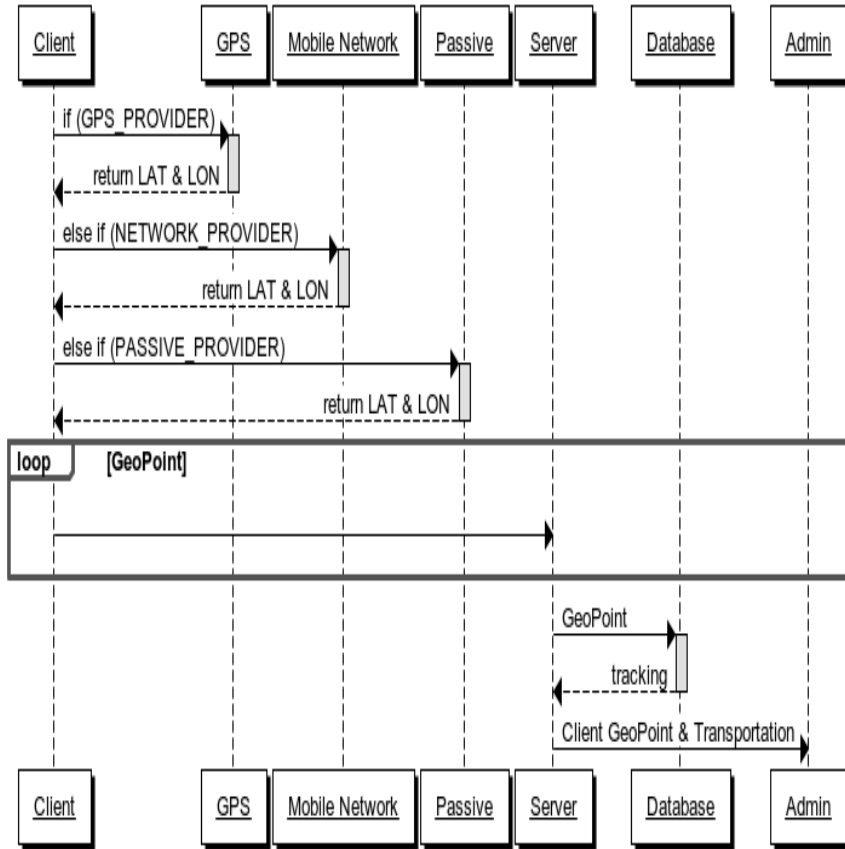 Client GPS Mobile Network Passive Server Database Admin
if (GPS_PROVIDER)
return LAT & LON
else if (NETWORK_PROVIDER)
return LAT & LON
else if (PASSIVE_PROVIDER)
return LAT & LON
loop [GeoPoint]
GeoPoint
tracking
Client GeoPoint & Transportation
Client GPS Mobile Network Passive Server Database Admin